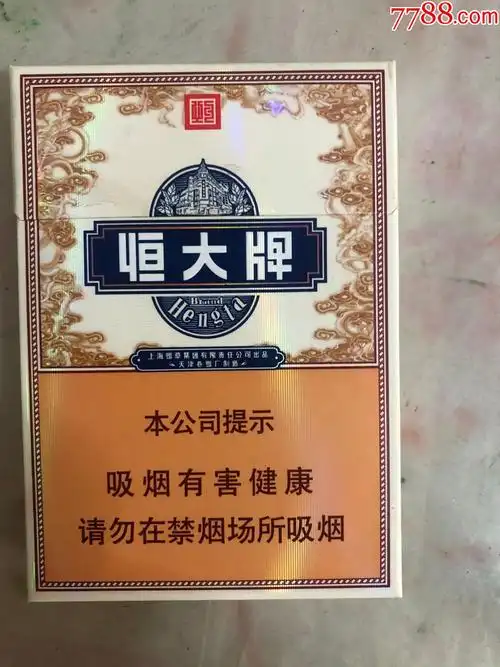 7788.com
恒大牌
Brand
Hengta
上海烟草集团有限责任公司出品
天津卷烟厂制造
本公司提示
吸烟有害健康
请勿在禁烟场所吸烟